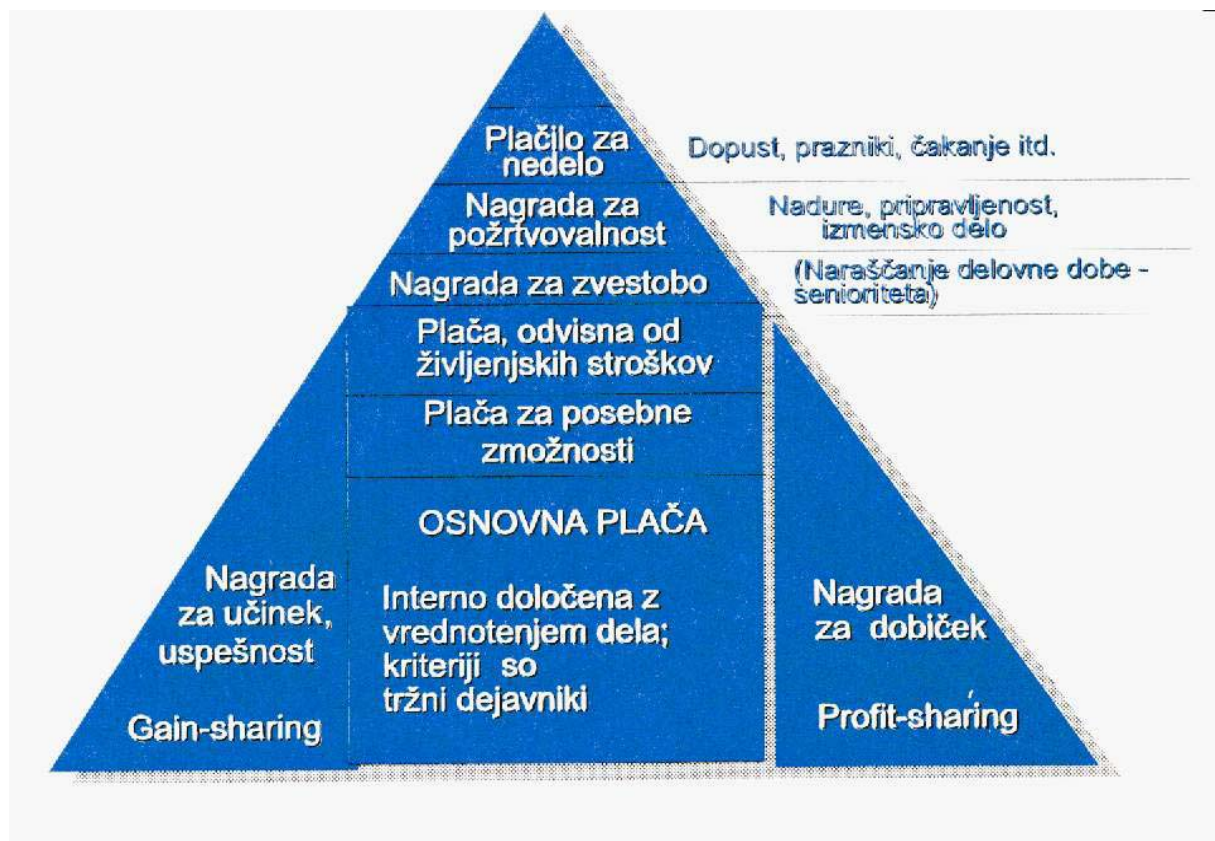 Plačilo za
nedelo
Dopust, prazniki, čakanje itd.
Nagrada za
požrtvovalnost
Nadure, pripravljenost,
izmensko delo
Nagrada za zvestobo
(Naraščanje delovne dobe -
senioriteta)
Plača, odvisna od
življenjskih stroškov
Plača za posebne
zmožnosti
OSNOVNA PLAČA
Interno določena z
vrednotenjem dela;
kriteriji so
tržni dejavniki
Nagrada
za učinek,
uspešnost
Gain-sharing
Nagrada
za dobiček
Profit-sharing